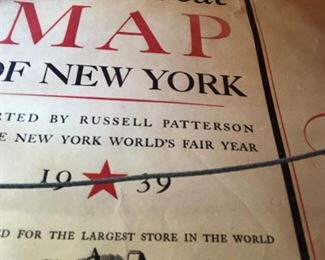 MAP
OF NEW YORK
RTED BY RUSSELL PATTERSON
E NEW YORK WORLD'S FAIR YEAR
19 ★ 39
ED FOR THE LARGEST STORE IN THE WORLD